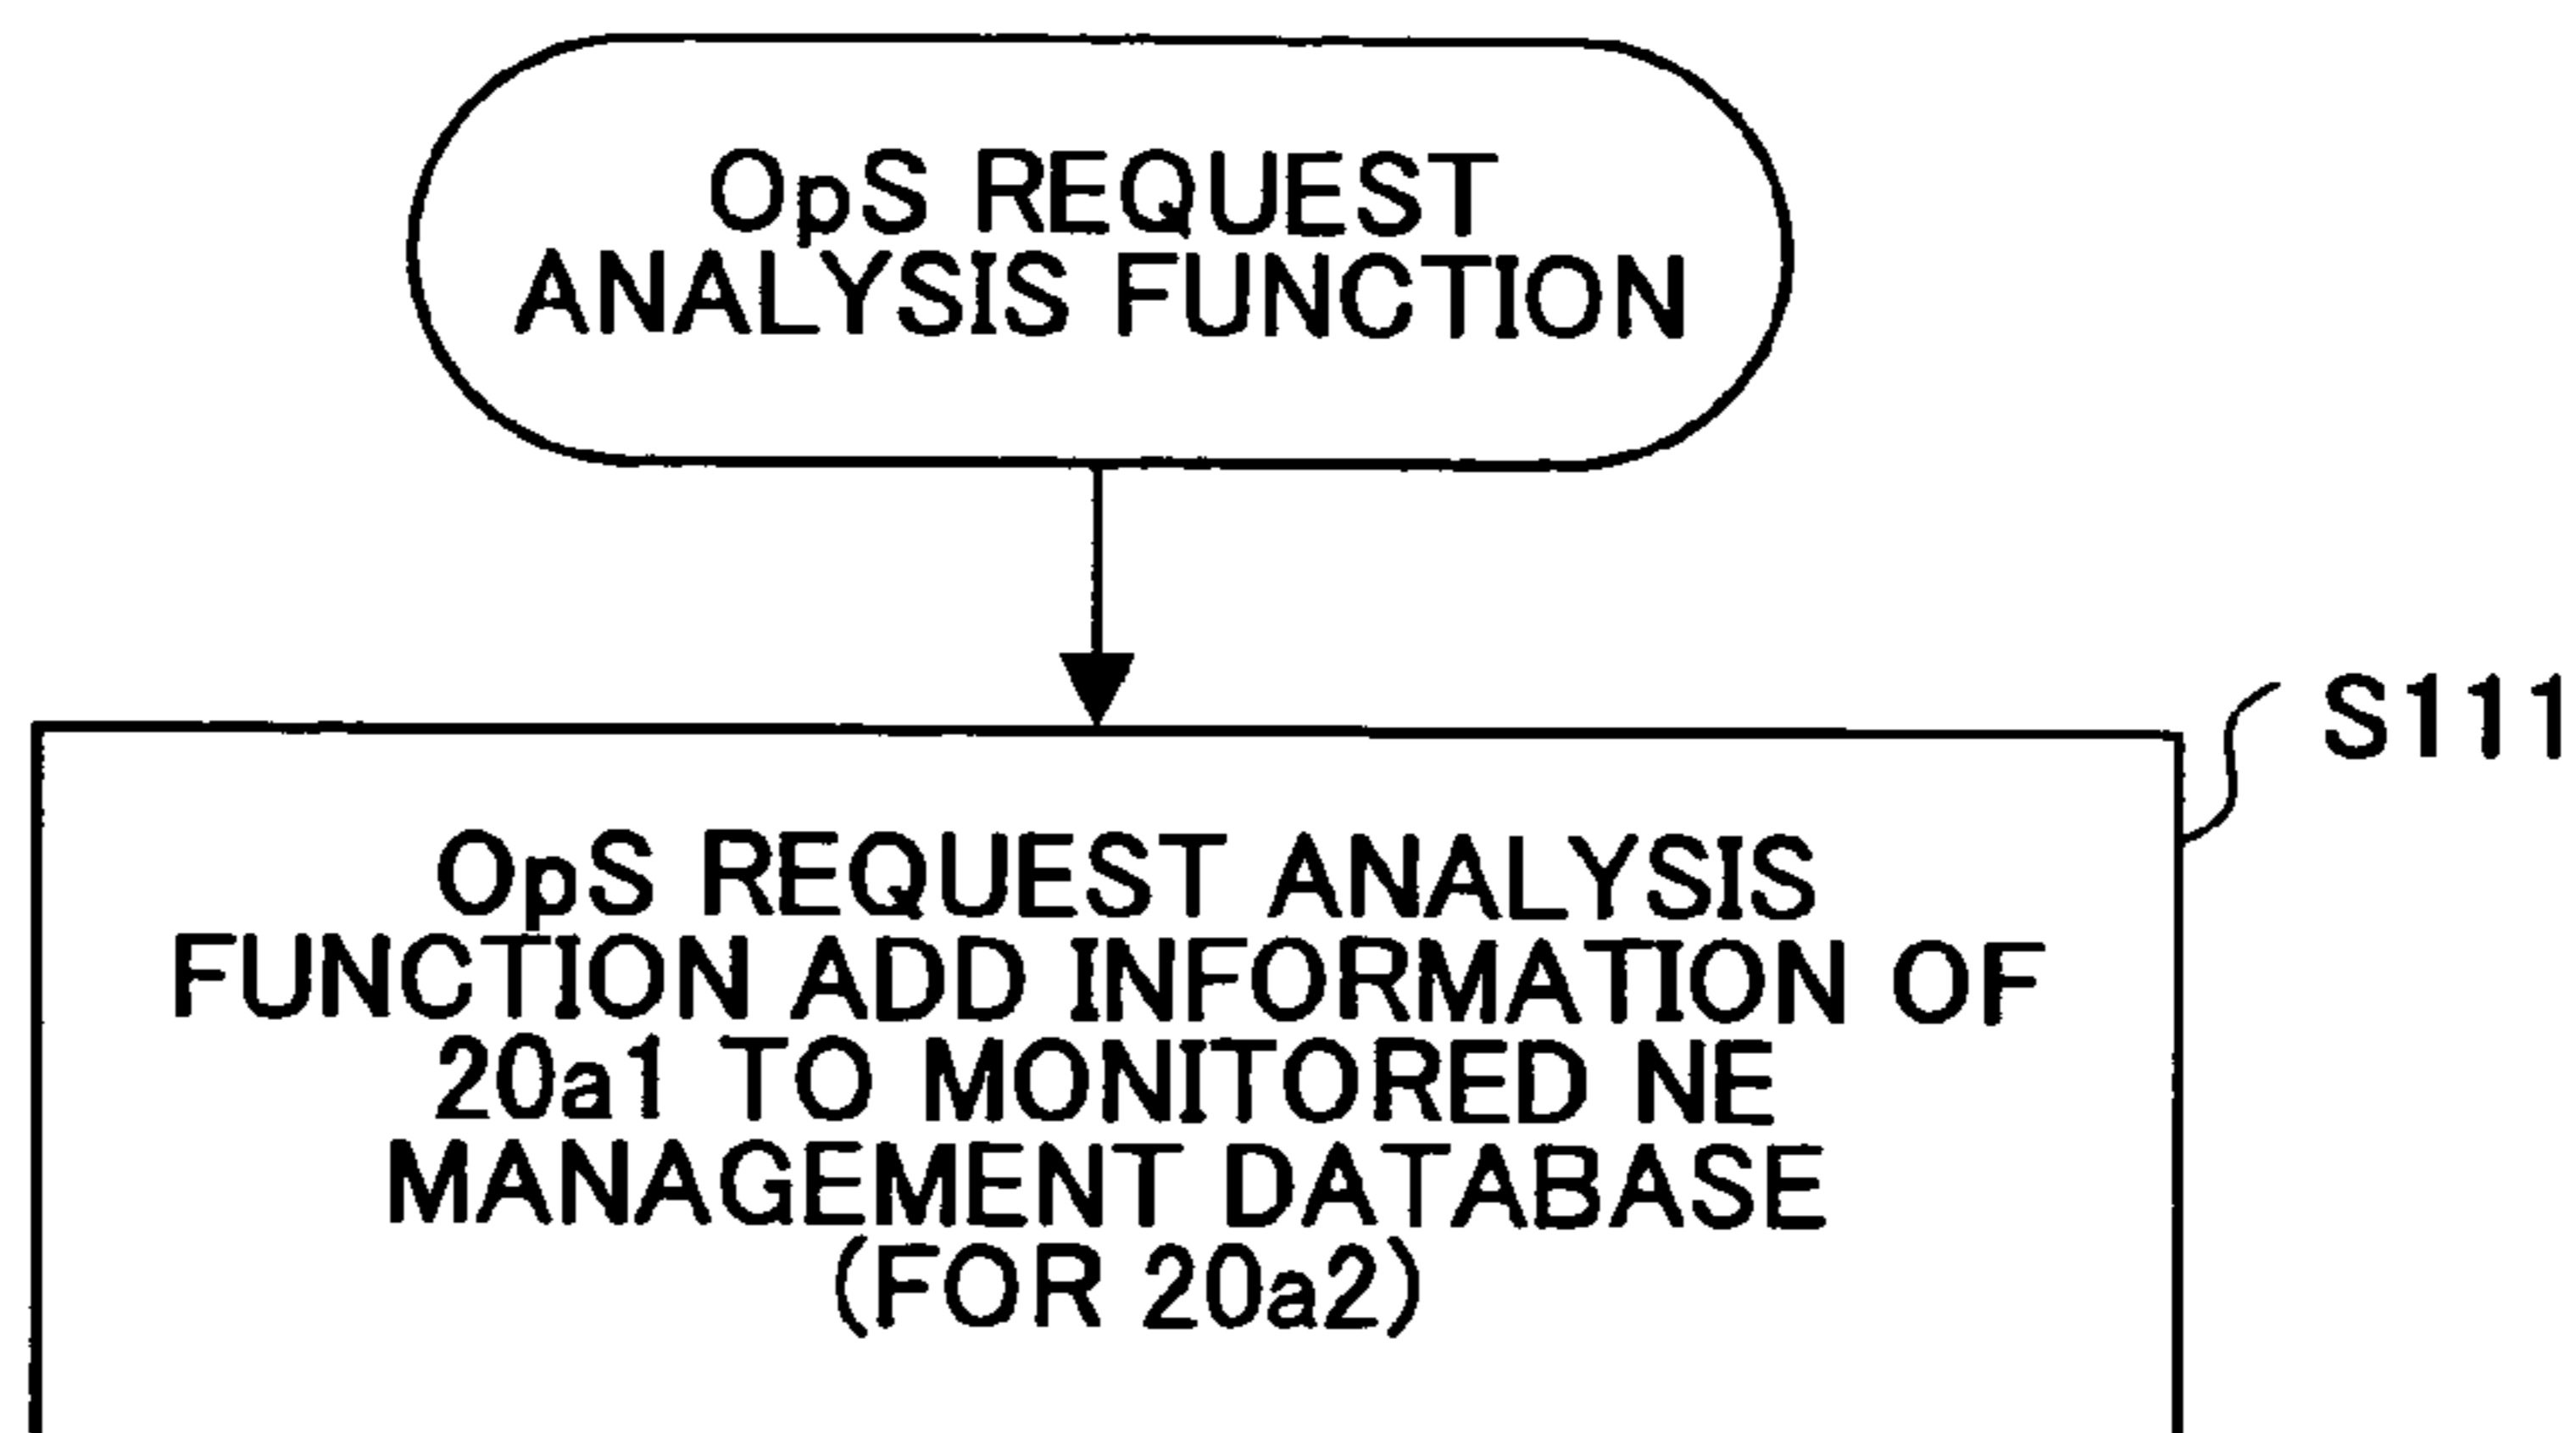 OpS REQUEST
ANALYSIS FUNCTION
S111
OpS REQUEST ANALYSIS
FUNCTION ADD INFORMATION OF
20a1 TO MONITORED NE
MANAGEMENT DATABASE
(FOR 20a2)